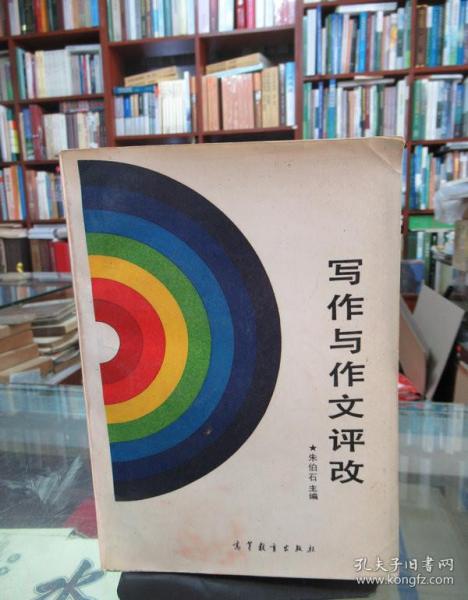 写作与作文评改
★朱伯石 主编
高等教育出版社
水
孔夫子旧书网
www.kongfz.com